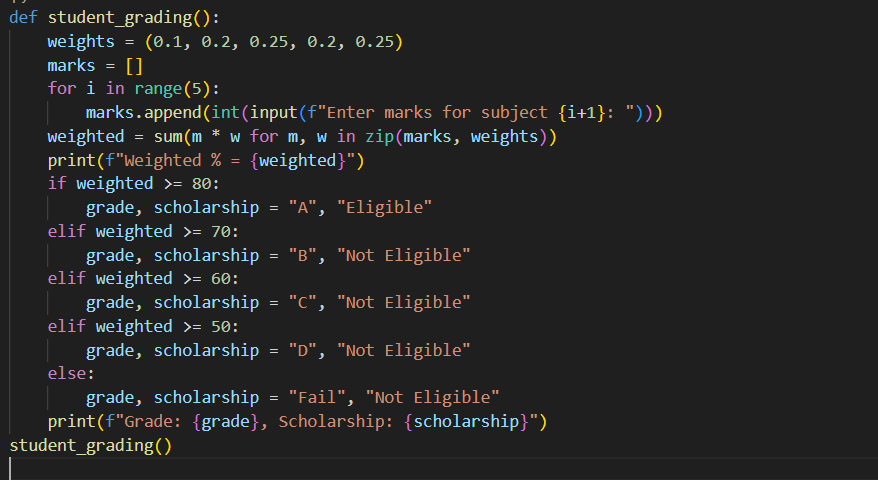 def student_grading():
    weights = (0.1, 0.2, 0.25, 0.2, 0.25)
    marks = []
    for i in range(5):
        marks.append(int(input(f"Enter marks for subject {i+1}: ")))
    weighted = sum(m * w for m, w in zip(marks, weights))
    print(f"Weighted % = {weighted}")
    if weighted >= 80:
        grade, scholarship = "A", "Eligible"
    elif weighted >= 70:
        grade, scholarship = "B", "Not Eligible"
    elif weighted >= 60:
        grade, scholarship = "C", "Not Eligible"
    elif weighted >= 50:
        grade, scholarship = "D", "Not Eligible"
    else:
        grade, scholarship = "Fail", "Not Eligible"
    print(f"Grade: {grade}, Scholarship: {scholarship}")
student_grading()